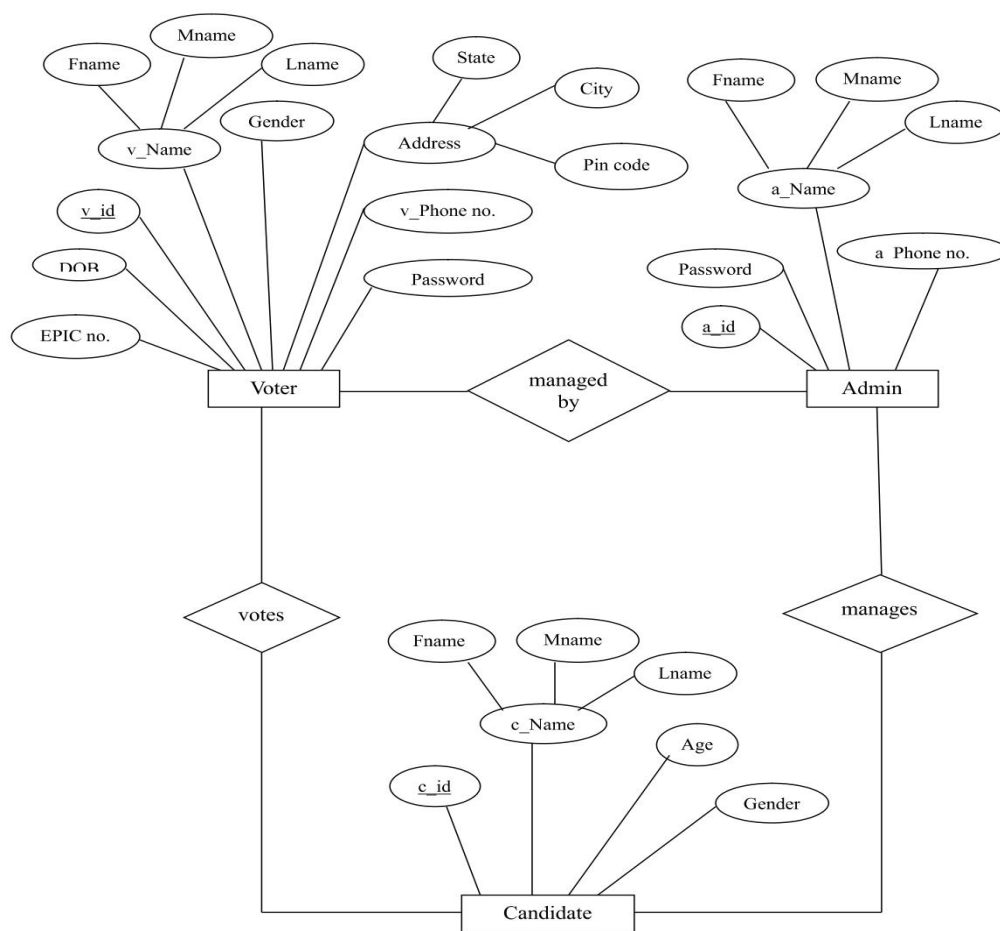 Mname
State
Fname
Lname
Fname
Mname
City
Gender
Lname
v_Name
Address
Pin code
a_Name
v_id
v_Phone no.
a_Phone no.
DOB
Password
Password
EPIC no.
a_id
Voter
managed
by
Admin
votes
manages
Fname
Mname
Lname
c_Name
Age
c_id
Gender
Candidate